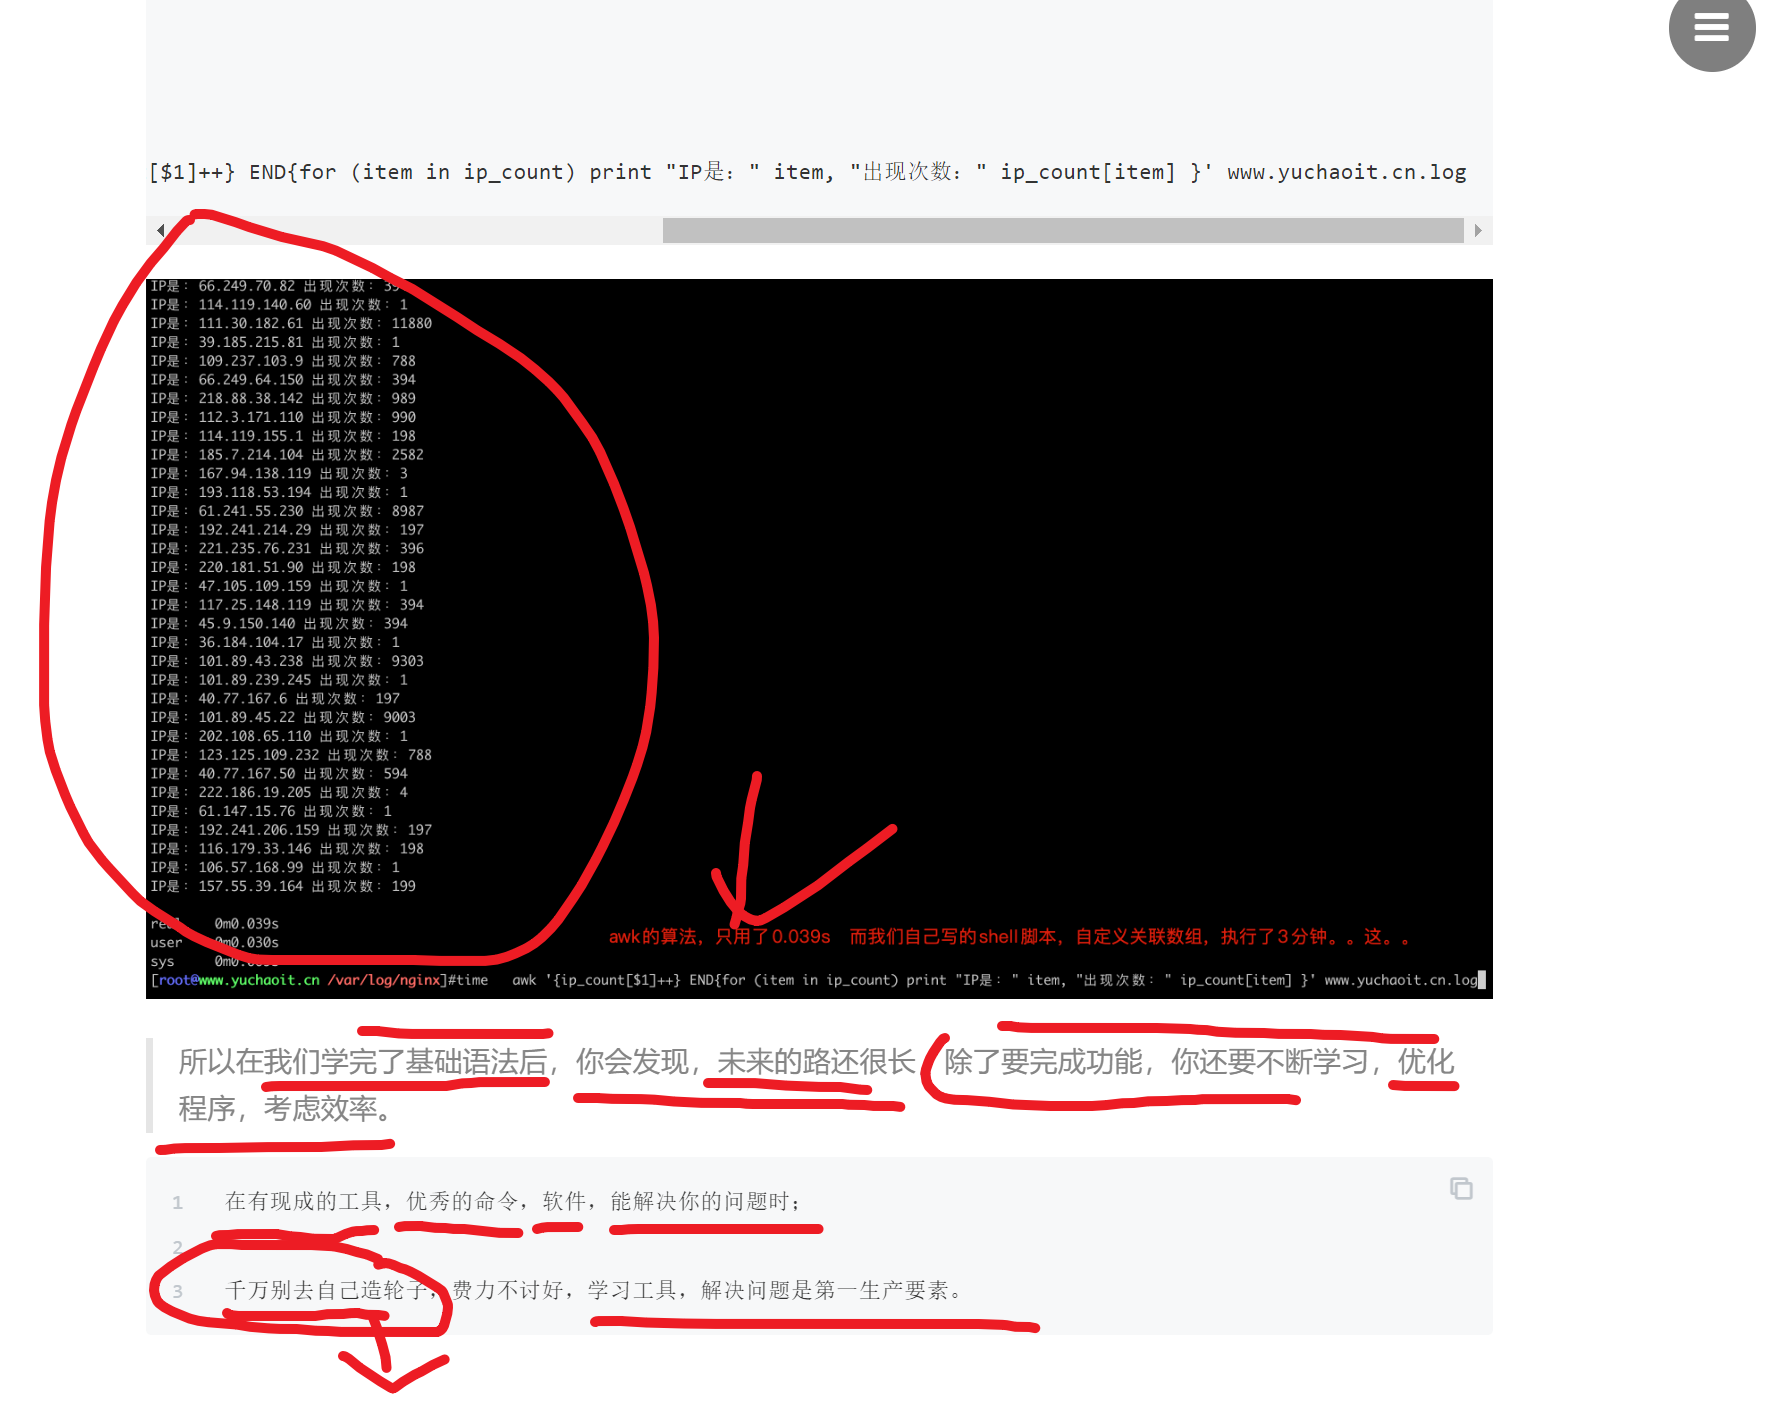 [$1]++} END{for (item in ip_count) print "IP是：" item, "出现次数：" ip_count[item] }' www.yuchaoit.cn.log
IP是： 66.249.70.82 出现次数： 39
IP是： 114.119.140.60 出现次数： 1
IP是： 111.30.182.61 出现次数： 11880
IP是： 39.185.215.81 出现次数： 1
IP是： 109.237.103.9 出现次数： 788
IP是： 66.249.64.150 出现次数： 394
IP是： 218.88.38.142 出现次数： 989
IP是： 112.3.171.110 出现次数： 990
IP是： 114.119.155.1 出现次数： 198
IP是： 185.7.214.104 出现次数： 2582
IP是： 167.94.138.119 出现次数： 3
IP是： 193.118.53.194 出现次数： 1
IP是： 61.241.55.230 出现次数： 8987
IP是： 192.241.214.29 出现次数： 197
IP是： 221.235.76.231 出现次数： 396
IP是： 220.181.51.90 出现次数： 198
IP是： 47.105.109.159 出现次数： 1
IP是： 117.25.148.119 出现次数： 394
IP是： 45.9.150.140 出现次数： 394
IP是： 36.184.104.17 出现次数： 1
IP是： 101.89.43.238 出现次数： 9303
IP是： 101.89.239.245 出现次数： 1
IP是： 40.77.167.6 出现次数： 197
IP是： 101.89.45.22 出现次数： 9003
IP是： 202.108.65.110 出现次数： 1
IP是： 123.125.109.232 出现次数： 788
IP是： 40.77.167.50 出现次数： 594
IP是： 222.186.19.205 出现次数： 4
IP是： 61.147.15.76 出现次数： 1
IP是： 192.241.206.159 出现次数： 197
IP是： 116.179.33.146 出现次数： 198
IP是： 106.57.168.99 出现次数： 1
IP是： 157.55.39.164 出现次数： 199
real 0m0.039s
user 0m0.030s
sys
awk的算法，只用了0.039s 而我们自己写的shell脚本，自定义关联数组，执行了3分钟。。这。。
[root@www.yuchaoit.cn /var/log/nginx]#time awk '{ip_count[$1]++} END{for (item in ip_count) print "IP是：" item, "出现次数：" ip_count[item] }' www.yuchaoit.cn.log
所以在我们学完了基础语法后，你会发现，未来的路还很长 除了要完成功能，你还要不断学习，优化
程序，考虑效率。
1 在有现成的工具，优秀的命令，软件，能解决你的问题时；
2
3 千万别去自己造轮子，费力不讨好，学习工具，解决问题是第一生产要素。